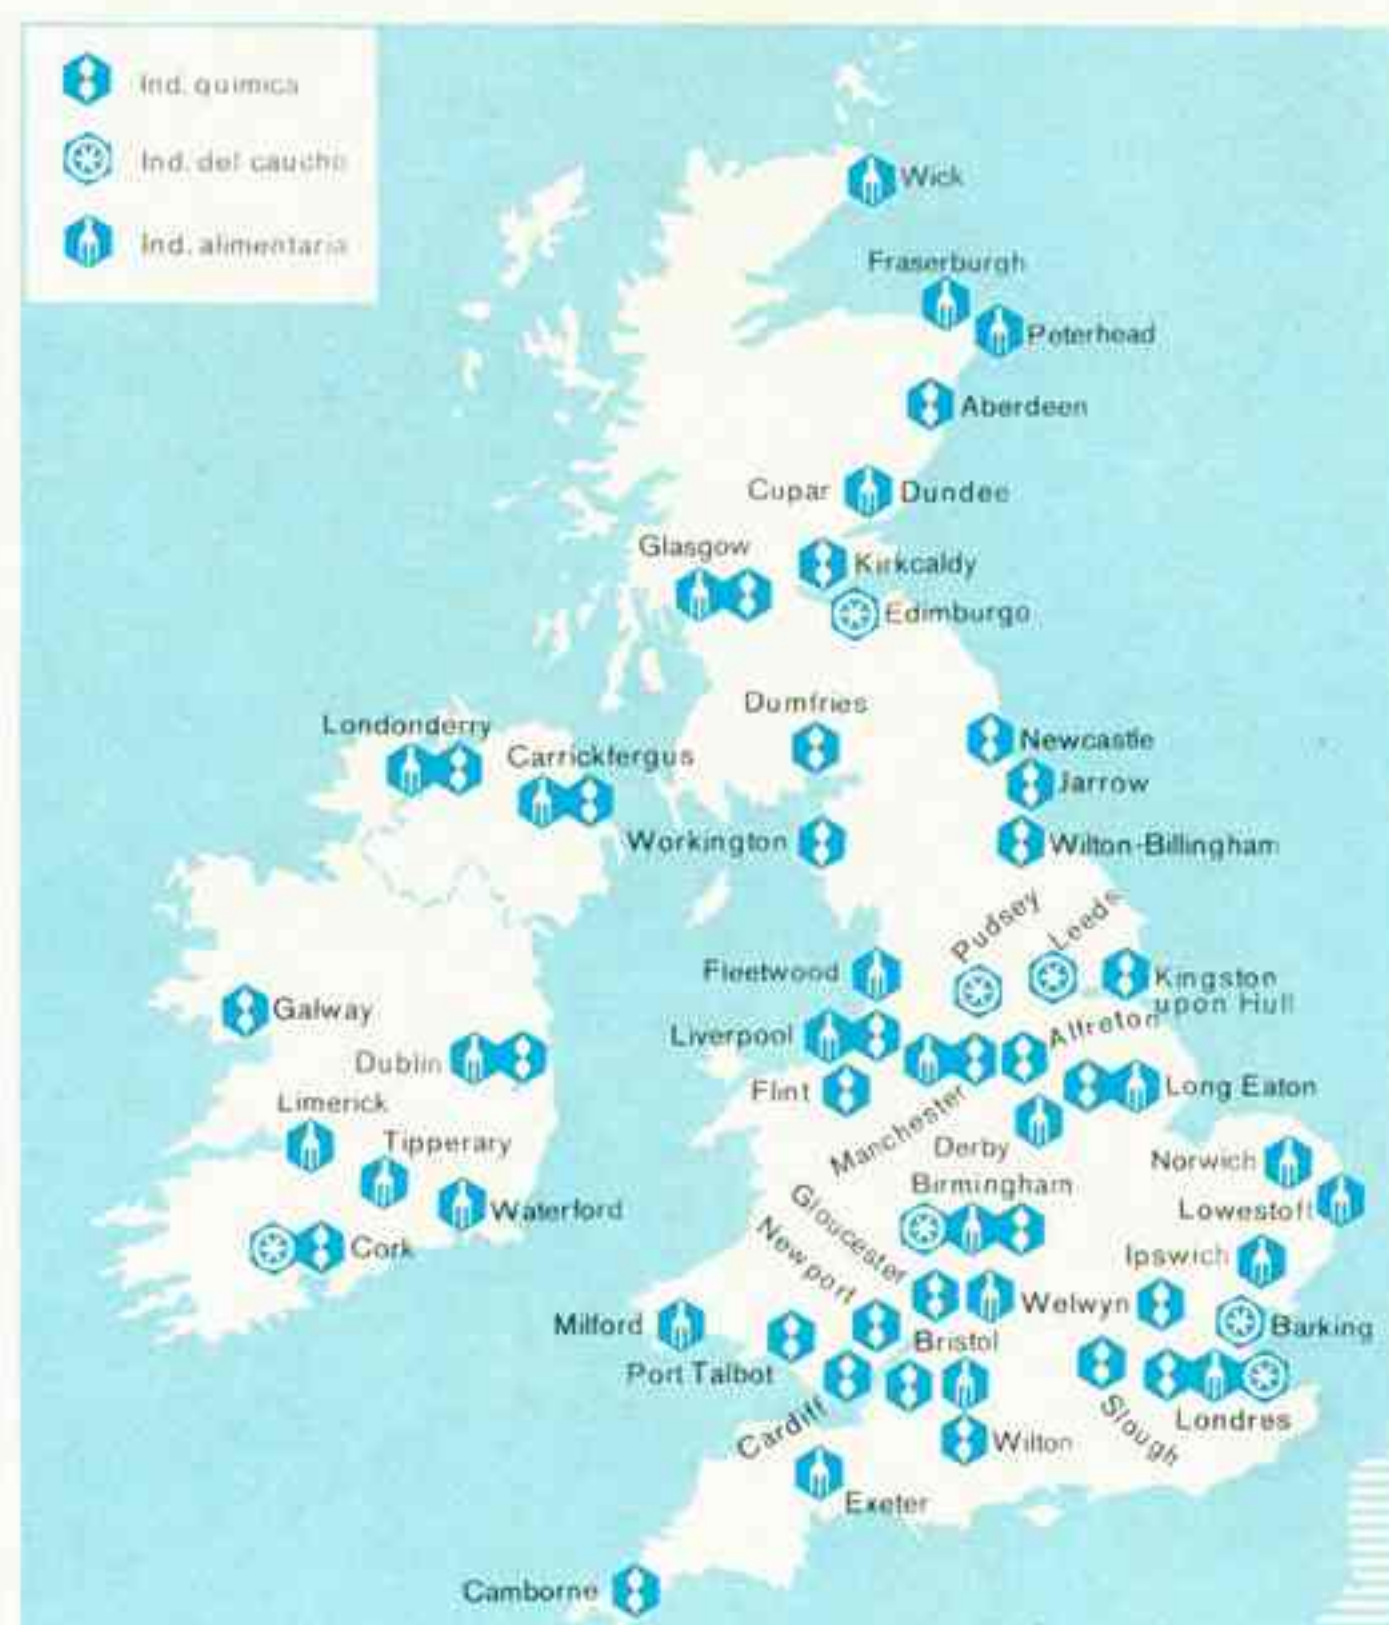 Ind. quimica
Ind. del caucho
Ind. alimentaria
Wick
Fraserburgh
Peterhead
Aberdeen
Cupar
Dundee
Glasgow
Kirkcaldy
Edimburgo
Dumfries
Londonderry
Carrickfergus
Newcastle
Jarrow
Workington
Wilton-Billingham
Pudsey
Leeds
Fleetwood
Kingston
upon Hull
Galway
Liverpool
Alfreton
Dublin
Flint
Long Eaton
Limerick
Manchester
Derby
Tipperary
Norwich
Birmingham
Lowestoft
Waterford
Gloucester
Newport
Cork
Ipswich
Milford
Welwyn
Barking
Bristol
Port Talbot
Cardiff
Slough
Londres
Wilton
Exeter
Camborne